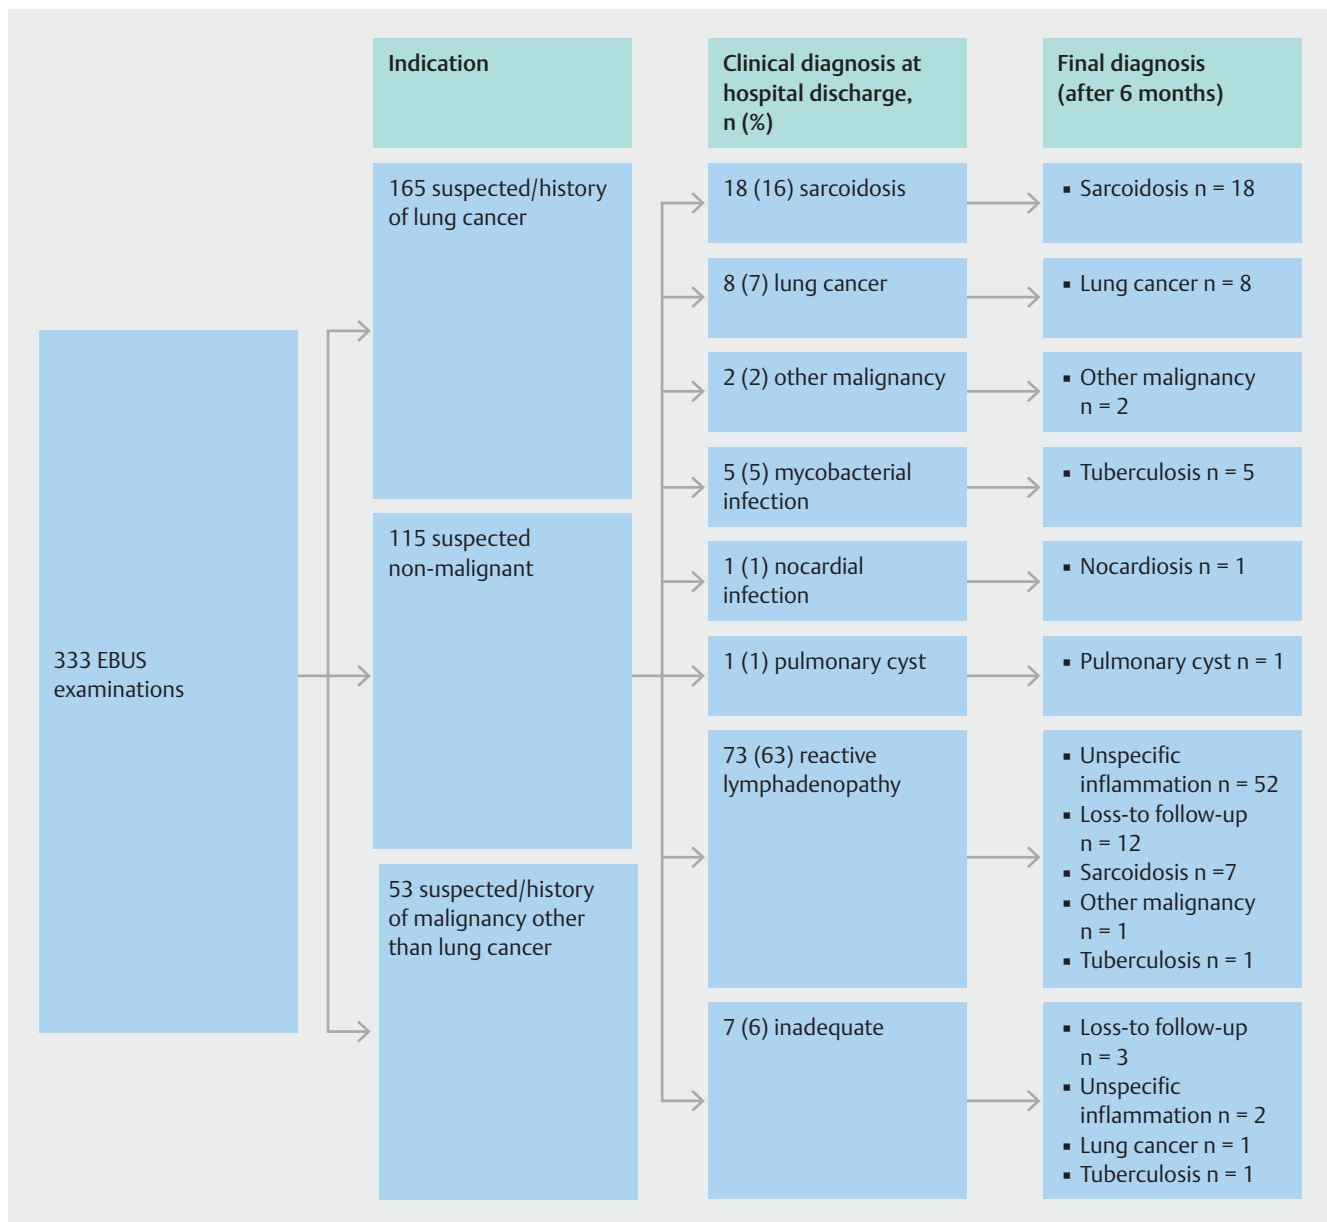 Indication
Clinical diagnosis at
hospital discharge,
n (%)
Final diagnosis
(after 6 months)
333 EBUS
examinations
165 suspected/history
of lung cancer
115 suspected
non-malignant
53 suspected/history
of malignancy other
than lung cancer
18 (16) sarcoidosis
▪ Sarcoidosis n = 18
8 (7) lung cancer
▪ Lung cancer n = 8
2 (2) other malignancy
▪ Other malignancy
n = 2
5 (5) mycobacterial
infection
▪ Tuberculosis n = 5
1 (1) nocardial
infection
▪ Nocardiosis n = 1
1 (1) pulmonary cyst
▪ Pulmonary cyst n = 1
73 (63) reactive
lymphadenopathy
▪ Unspecific
inflammation n = 52
▪ Loss-to follow-up
n = 12
▪ Sarcoidosis n =7
▪ Other malignancy
n = 1
▪ Tuberculosis n = 1
7 (6) inadequate
▪ Loss-to follow-up
n = 3
▪ Unspecific
inflammation n = 2
▪ Lung cancer n = 1
▪ Tuberculosis n = 1